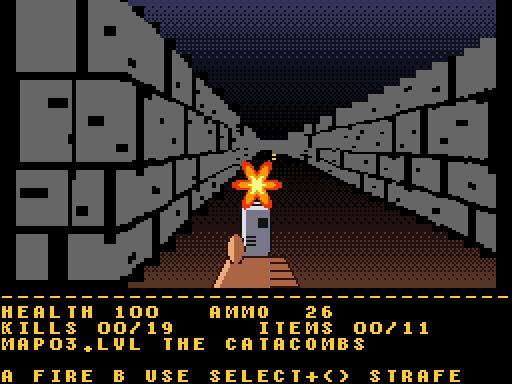 HEALTH 100 AMMO 26
KILLS 00/19 ITEMS 00/11
MAP03.LVL THE CATACOMBS
A FIRE B USE SELECT+<> STRAFE